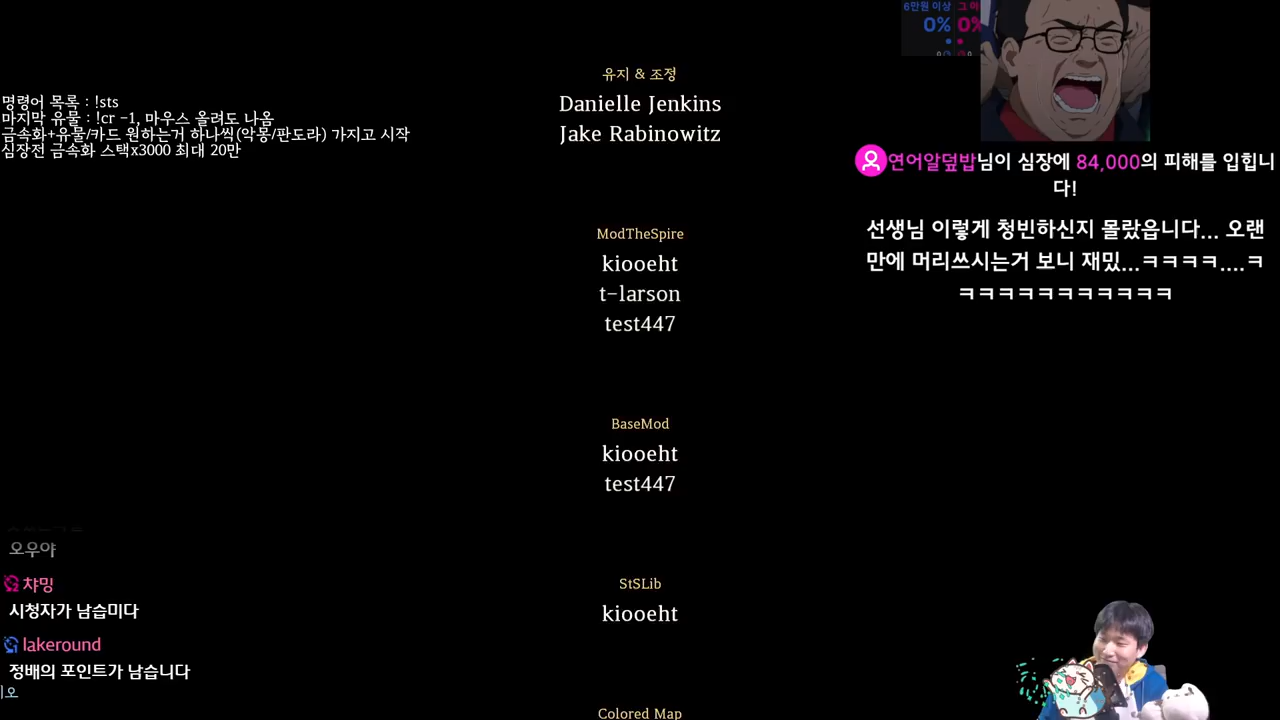 6만원 이상
0%
0%
명령어 목록 : !sts
마지막 유물 : !cr -1, 마우스 올려도 나옴
금속화+유물/카드 원하는거 하나씩(악몽/판도라) 가지고 시작
심장전 금속화 스택x3000 최대 20만
유지 & 조정
Danielle Jenkins
Jake Rabinowitz
ModTheSpire
kiooeht
t-larson
test447
BaseMod
kiooeht
test447
StSLib
kiooeht
Colored Map
연어알덮밥님이 심장에 84,000의 피해를 입힙니
다!
선생님 이렇게 청빈하신지 몰랐읍니다... 오랜
만에 머리쓰시는거 보니 재밌...ㅋㅋㅋㅋ....ㅋ
ㅋㅋㅋㅋㅋㅋㅋㅋㅋㅋㅋ
오우야
챠밍
시청자가 남습미다
lakeround
정배의 포인트가 남습니다